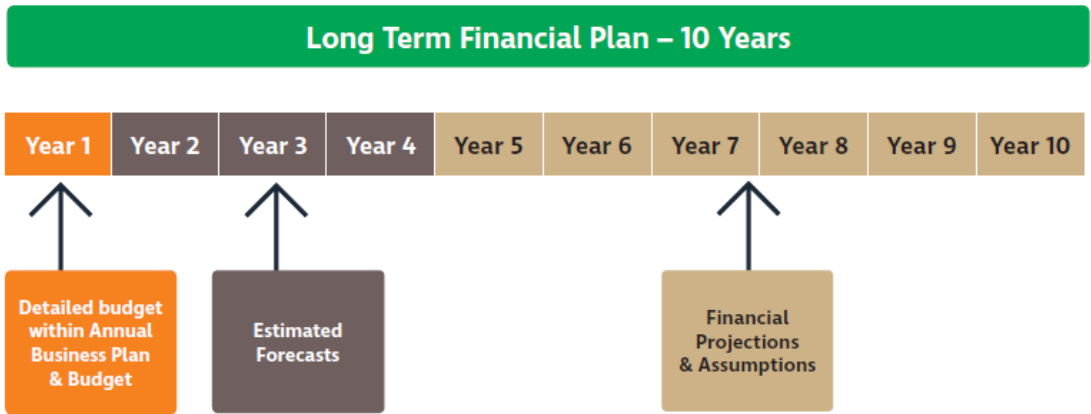 Long Term Financial Plan – 10 Years
Year 1 Year 2 Year 3 Year 4 Year 5 Year 6 Year 7 Year 8 Year 9 Year 10
Detailed budget
within Annual
Business Plan
& Budget
Estimated
Forecasts
Financial
Projections
& Assumptions